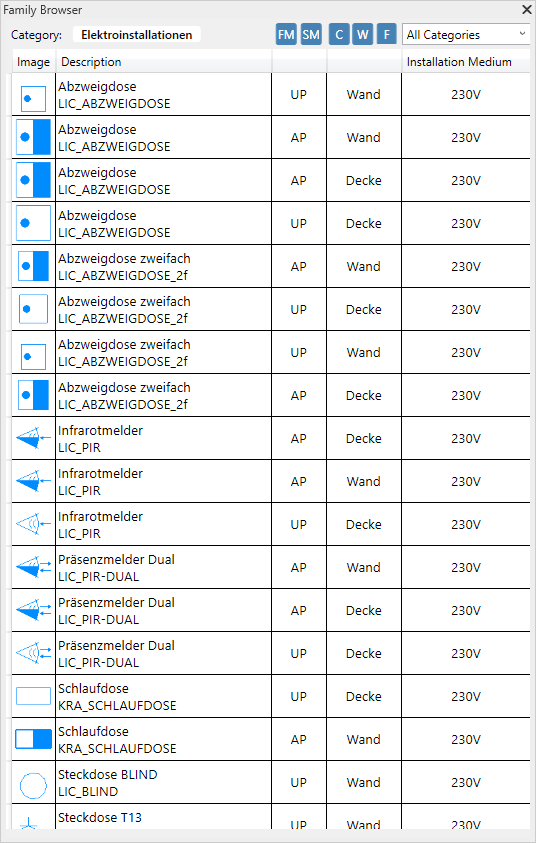 Family Browser
Category: Elektroinstallationen FM SM C W F All Categories
Image Description Installation Medium
Abzweigdose
LIC_ABZWEIGDOSE UP Wand 230V
Abzweigdose
LIC_ABZWEIGDOSE AP Wand 230V
Abzweigdose
LIC_ABZWEIGDOSE AP Decke 230V
Abzweigdose
LIC_ABZWEIGDOSE UP Decke 230V
Abzweigdose zweifach
LIC_ABZWEIGDOSE_2f AP Wand 230V
Abzweigdose zweifach
LIC_ABZWEIGDOSE_2f UP Decke 230V
Abzweigdose zweifach
LIC_ABZWEIGDOSE_2f UP Wand 230V
Abzweigdose zweifach
LIC_ABZWEIGDOSE_2f AP Decke 230V
Infrarotmelder
LIC_PIR AP Decke 230V
Infrarotmelder
LIC_PIR AP Wand 230V
Infrarotmelder
LIC_PIR UP Decke 230V
Präsenzmelder Dual
LIC_PIR-DUAL AP Wand 230V
Präsenzmelder Dual
LIC_PIR-DUAL AP Decke 230V
Präsenzmelder Dual
LIC_PIR-DUAL UP Decke 230V
Schlaufdose
KRA_SCHLAUFDOSE UP Decke 230V
Schlaufdose
KRA_SCHLAUFDOSE AP Wand 230V
Steckdose BLIND
LIC_BLIND UP Wand 230V
Steckdose T13
UP Wand 230V